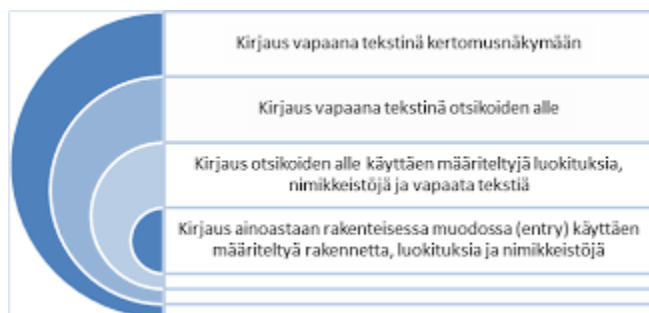 Kirjaus vapaana tekstinä kertomusnäkymään
Kirjaus vapaana tekstinä otsikoiden alle
Kirjaus otsikoiden alle käyttäen määriteltyjä luokituksia,
nimikkeistöjä ja vapaata tekstiä
Kirjaus ainoastaan rakenteisessa muodossa (entry) käyttäen
määriteltyä rakennetta, luokituksia ja nimikkeistöjä